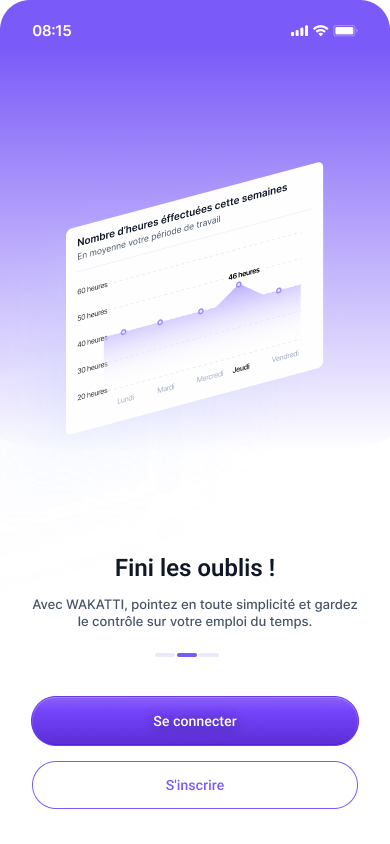 08:15
Nombre d'heures éffectuées cette semaines
En moyenne votre période de travail
60 heures
50 heures
40 heures
30 heures
20 heures
46 heures
Lundi
Mardi
Mercredi
Jeudi
Vendredi
Fini les oublis !
Avec WAKATTI, pointez en toute simplicité et gardez
le contrôle sur votre emploi du temps.
Se connecter
S'inscrire